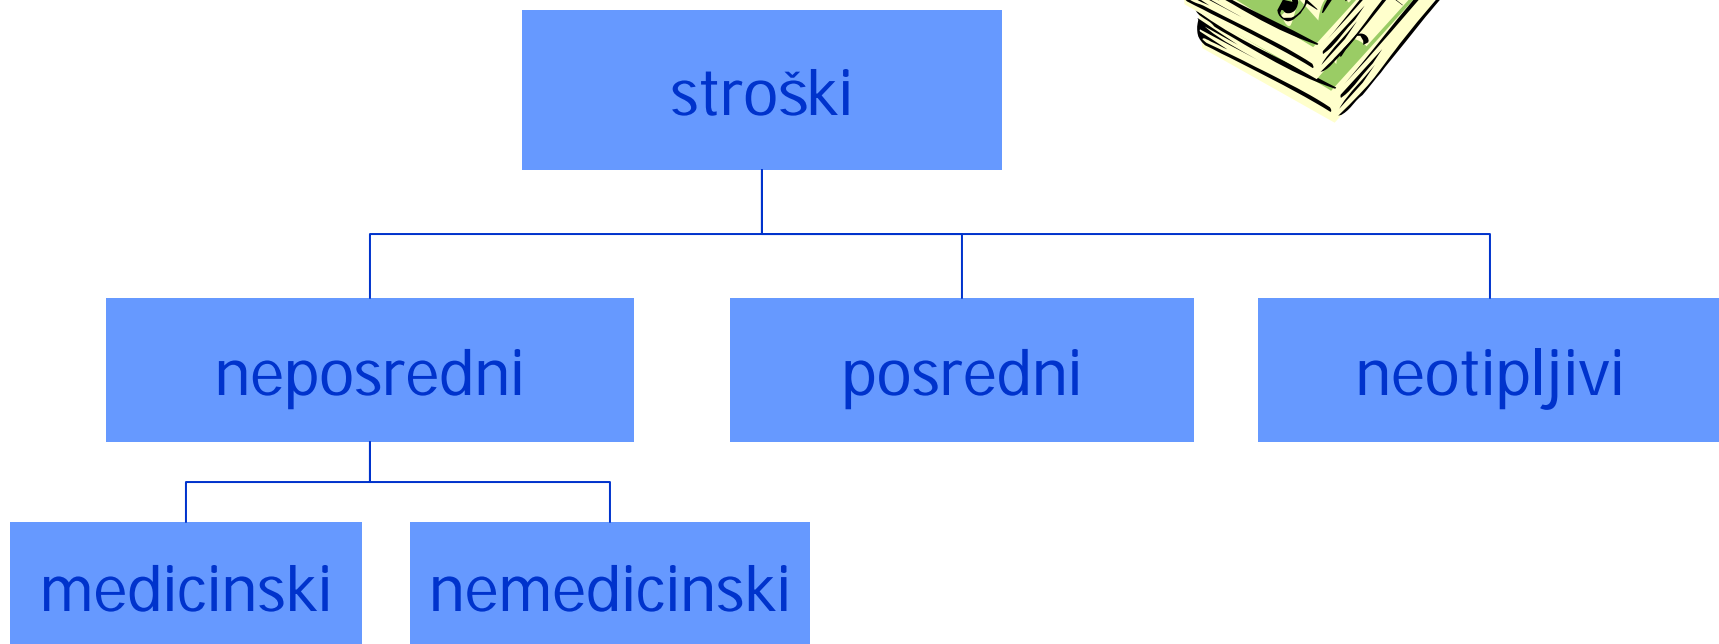 stroški
neposredni
posredni
neotipljivi
medicinski
nemedicinski